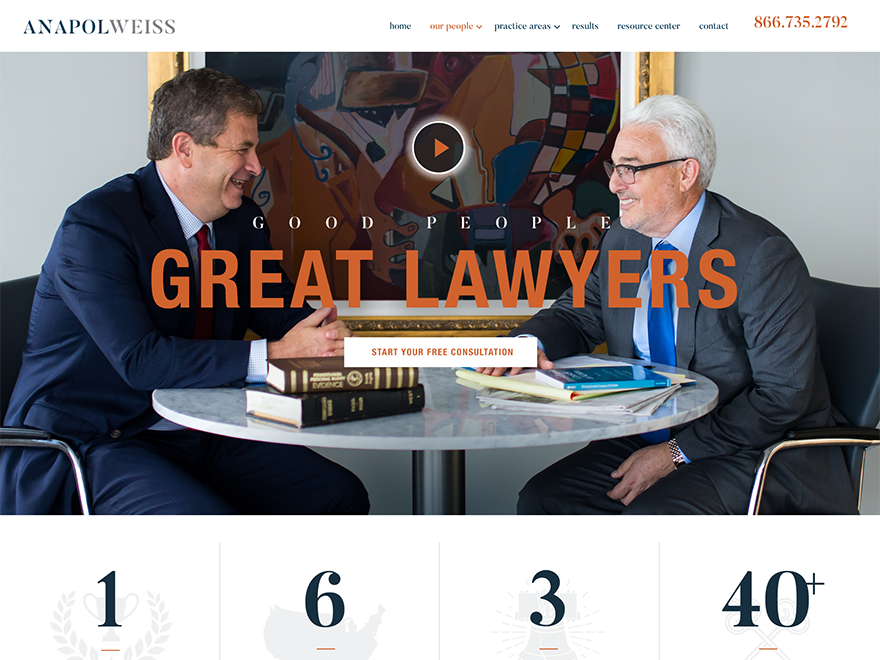 ANAPOLWEISS
home
our people
practice areas
results
resource center
contact
866.735.2792
GOOD PEOPLE
GREAT LAWYERS
START YOUR FREE CONSULTATION
EVIDENCE
1
6
3
40+